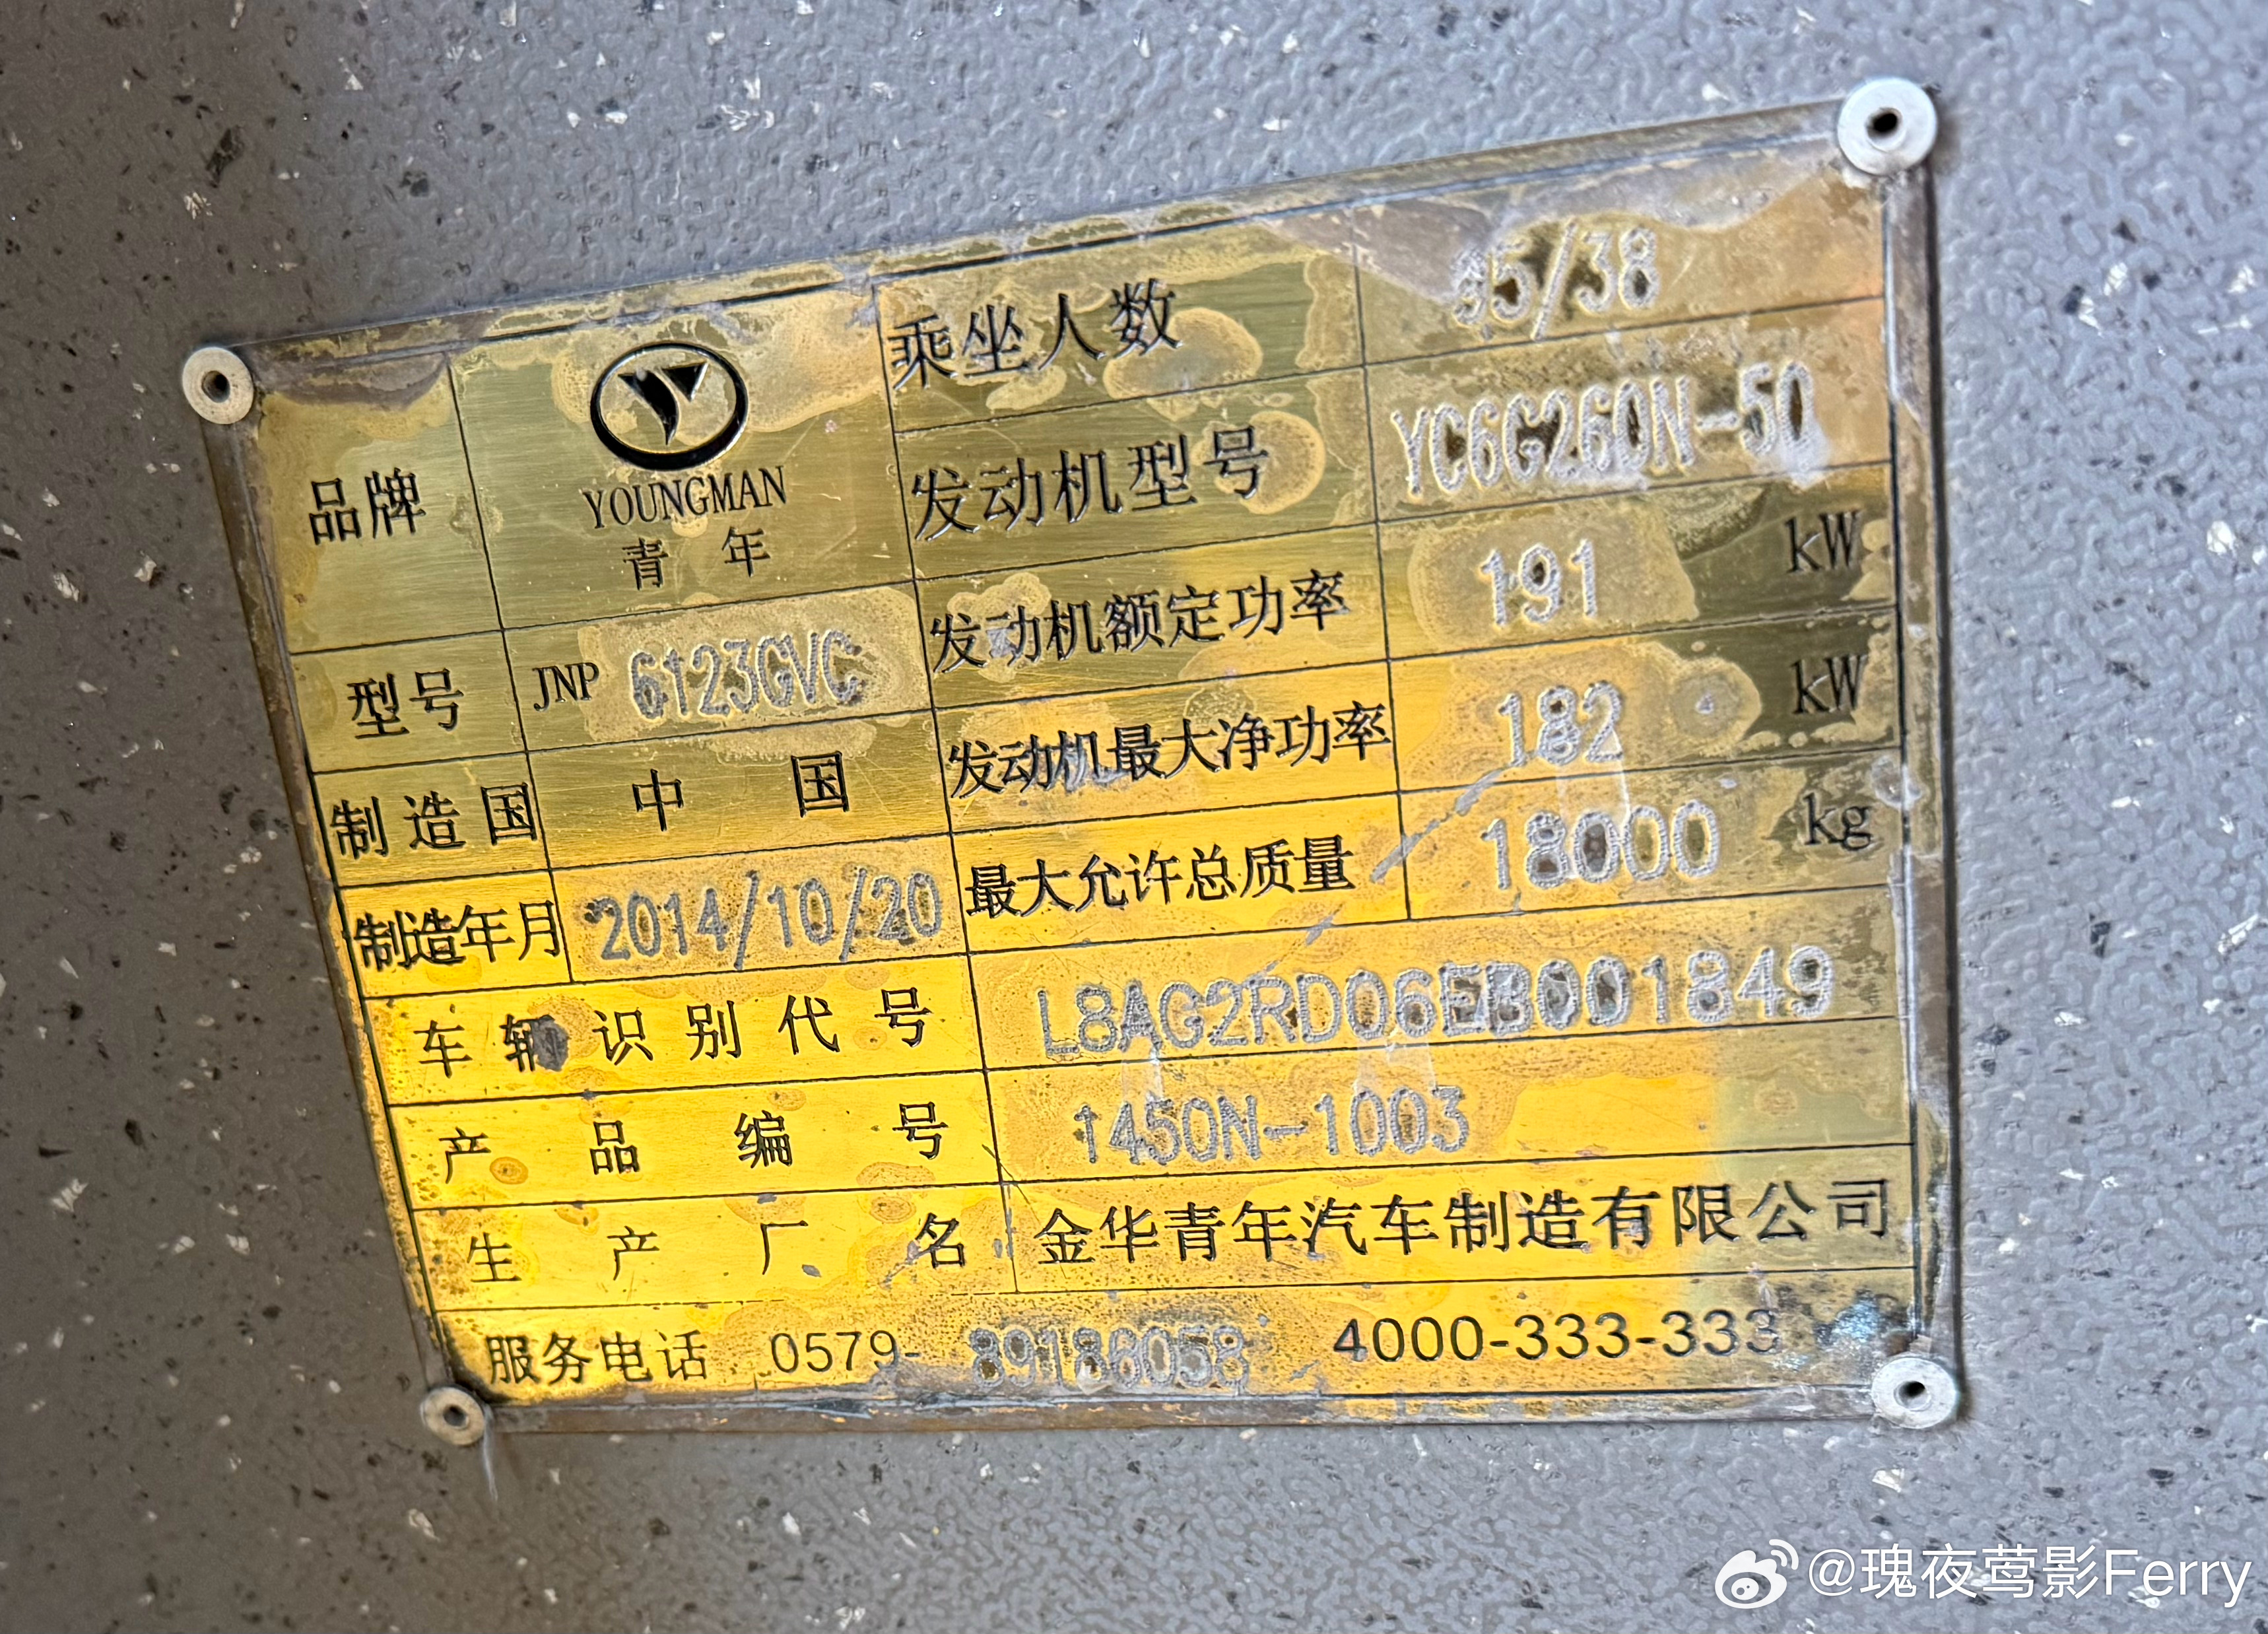 品牌 YOUNGMAN 青年
乘坐人数 /38
发动机型号 YC6G260N-50
发动机额定功率 191 kW
型号 JNP 6123GVC
发动机最大净功率 182 kW
制造国 中国
最大允许总质量 18000 kg
制造年月 2014/10/20
车辆识别代号 L8AG2RD06EB001849
产品编号 1450N-1003
生产厂名 金华青年汽车制造有限公司
服务电话 0579-89186058 4000-333-333
@瑰夜莺影Ferry